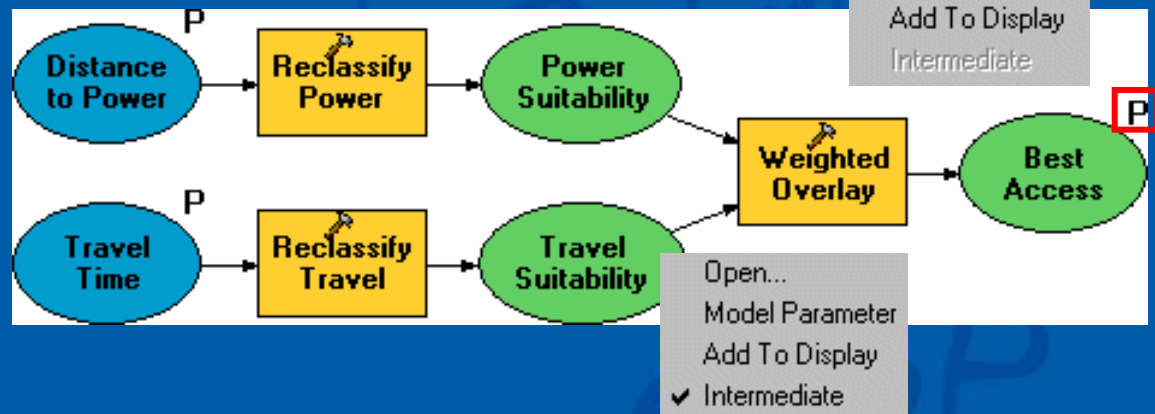 Add To Display
Intermediate
P
Distance
to Power
Reclassify
Power
Power
Suitability
P
Weighted
Overlay
Best
Access
P
Travel
Time
Reclassify
Travel
Travel
Suitability
Open...
Model Parameter
Add To Display
Intermediate